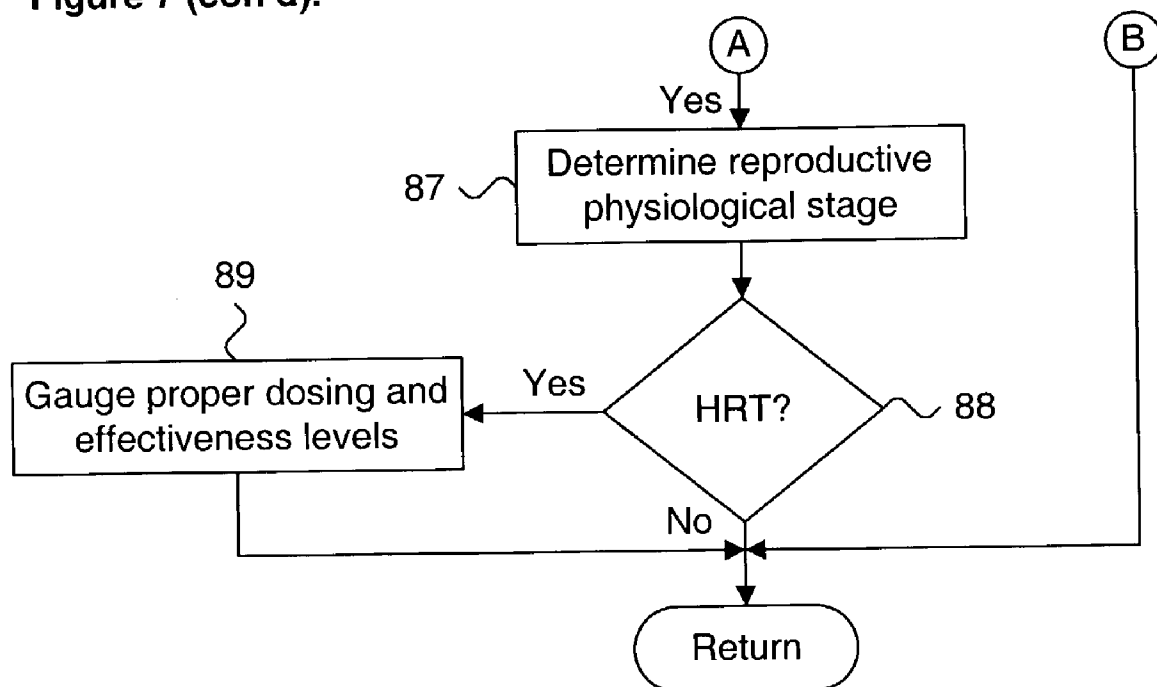 Figure 7 (con'd).
A
B
Yes
Determine reproductive
physiological stage
87
89
Gauge proper dosing and
effectiveness levels
Yes
HRT?
88
No
Return